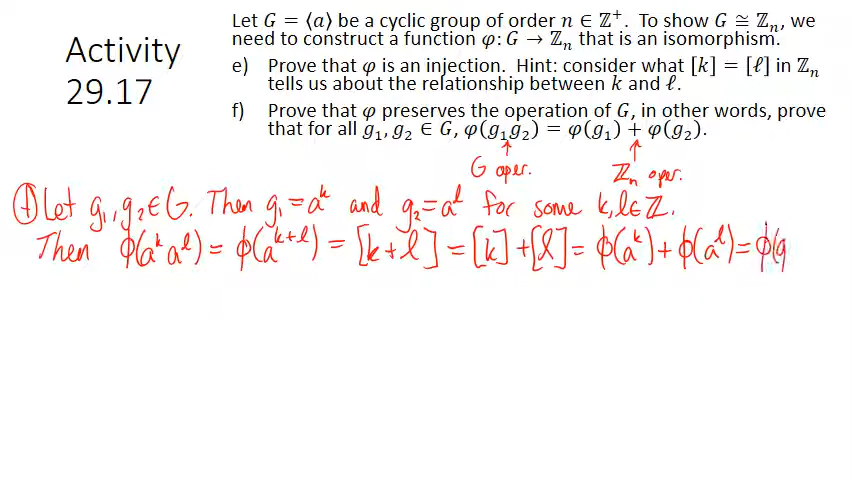 Activity
29.17
Let G = ⟨a⟩ be a cyclic group of order n ∈ ℤ⁺. To show G ≅ ℤₙ, we
need to construct a function φ: G → ℤₙ that is an isomorphism.
e) Prove that φ is an injection. Hint: consider what [k] = [ℓ] in ℤₙ
tells us about the relationship between k and ℓ.
f) Prove that φ preserves the operation of G, in other words, prove
that for all g₁, g₂ ∈ G, φ(g₁g₂) = φ(g₁) + φ(g₂).
↑ ↑
G oper. ℤₙ oper.
f Let g₁, g₂ ∈ G. Then g₁ = aᵏ and g₂ = aˡ for some k, l ∈ ℤ.
Then ϕ(aᵏ aˡ) = ϕ(aᵏ⁺ˡ) = [k+l] = [k]+[l] = ϕ(aᵏ)+ϕ(aˡ) = ϕ(g